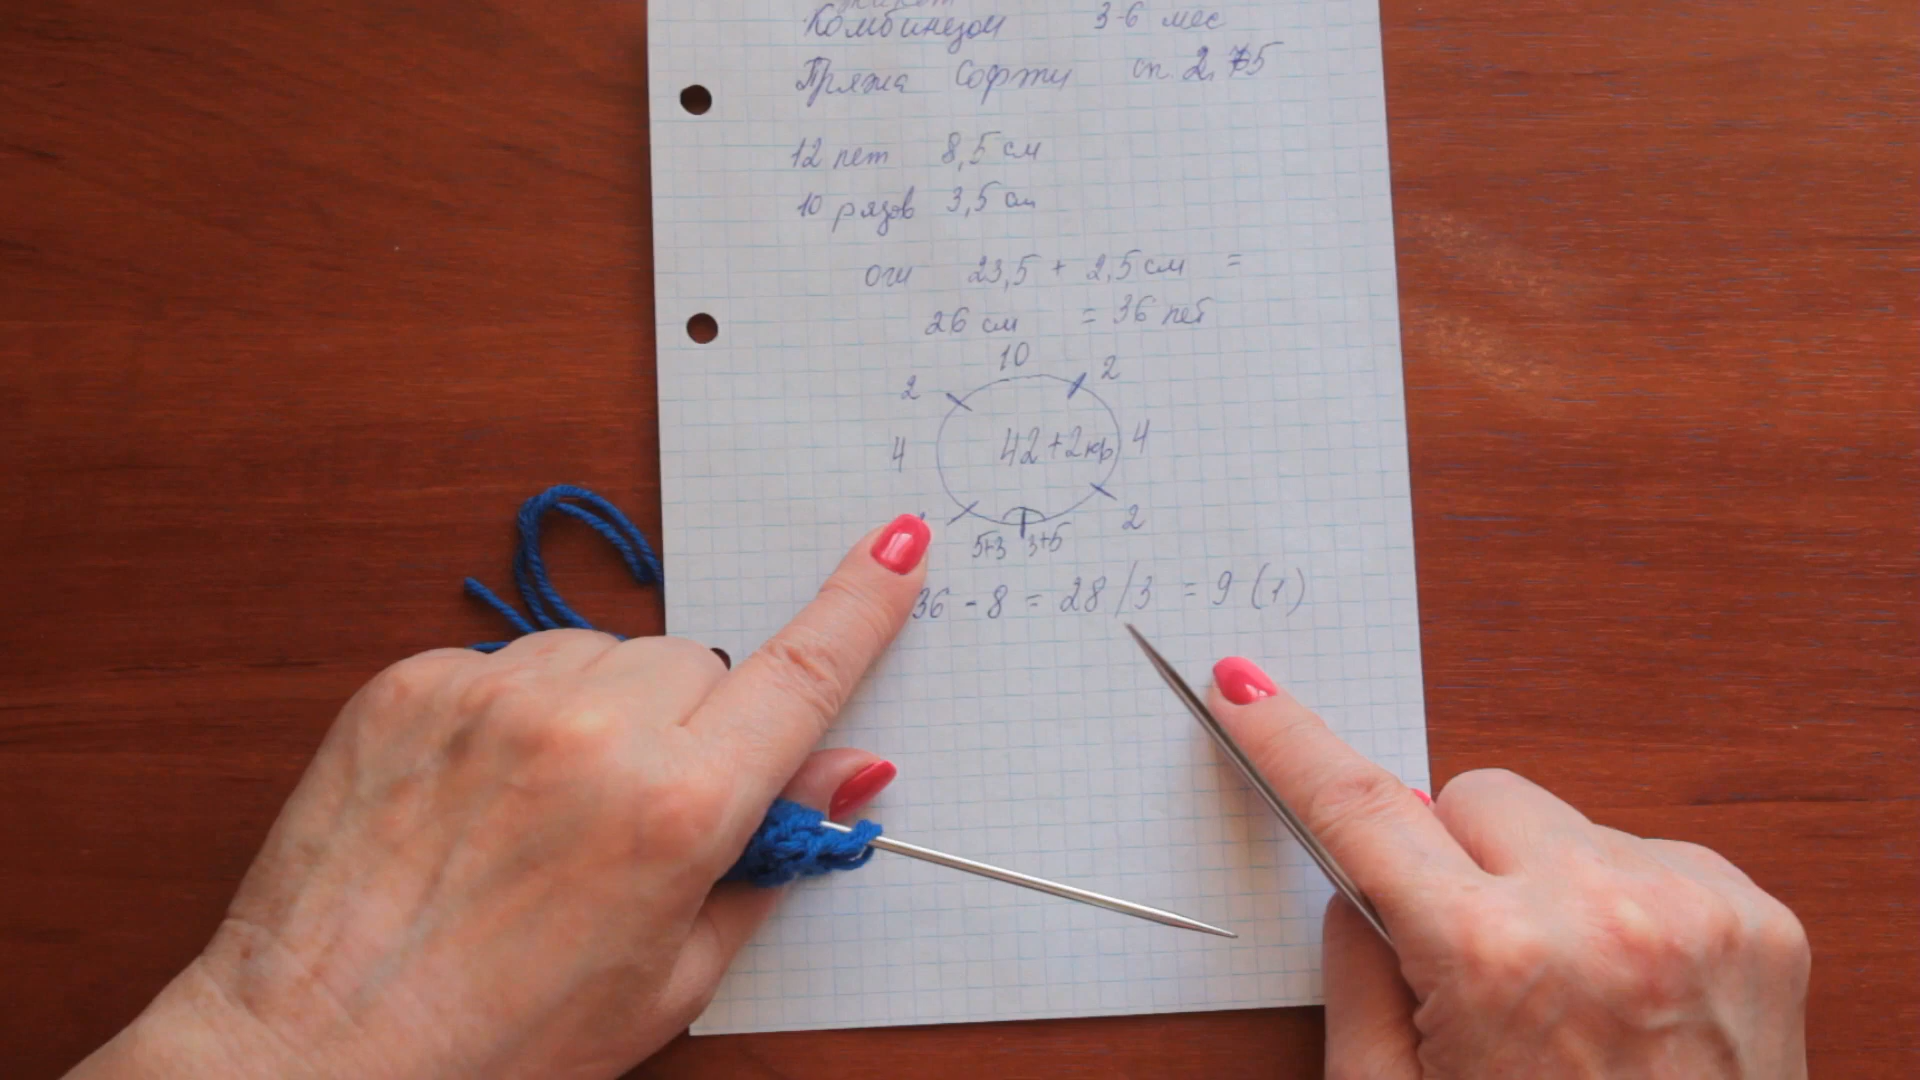 Комбинезон 3-6 мес
Пряжа Софти сп. 2,75
12 пет 8,5 см
10 рядов 3,5 см
ОГШ 23,5 + 2,5 см =
26 см = 36 пет
10
2 2
4 42+2кр 4
2
5+3 3+5
36 - 8 = 28/3 = 9 (1)